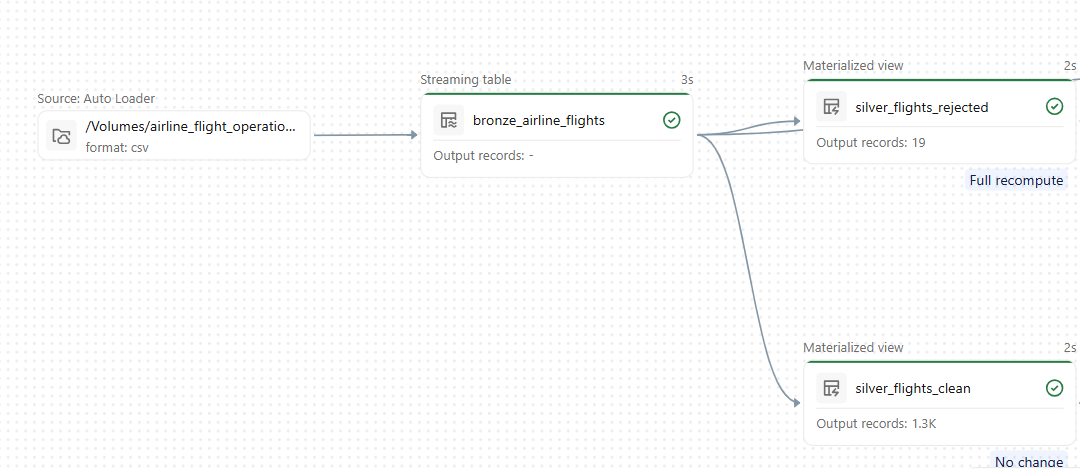 Source: Auto Loader
/Volumes/airline_flight_operatio...
format: csv
Streaming table
3s
bronze_airline_flights
Output records: -
Materialized view
2s
silver_flights_rejected
Output records: 19
Full recompute
Materialized view
2s
silver_flights_clean
Output records: 1.3K
No change